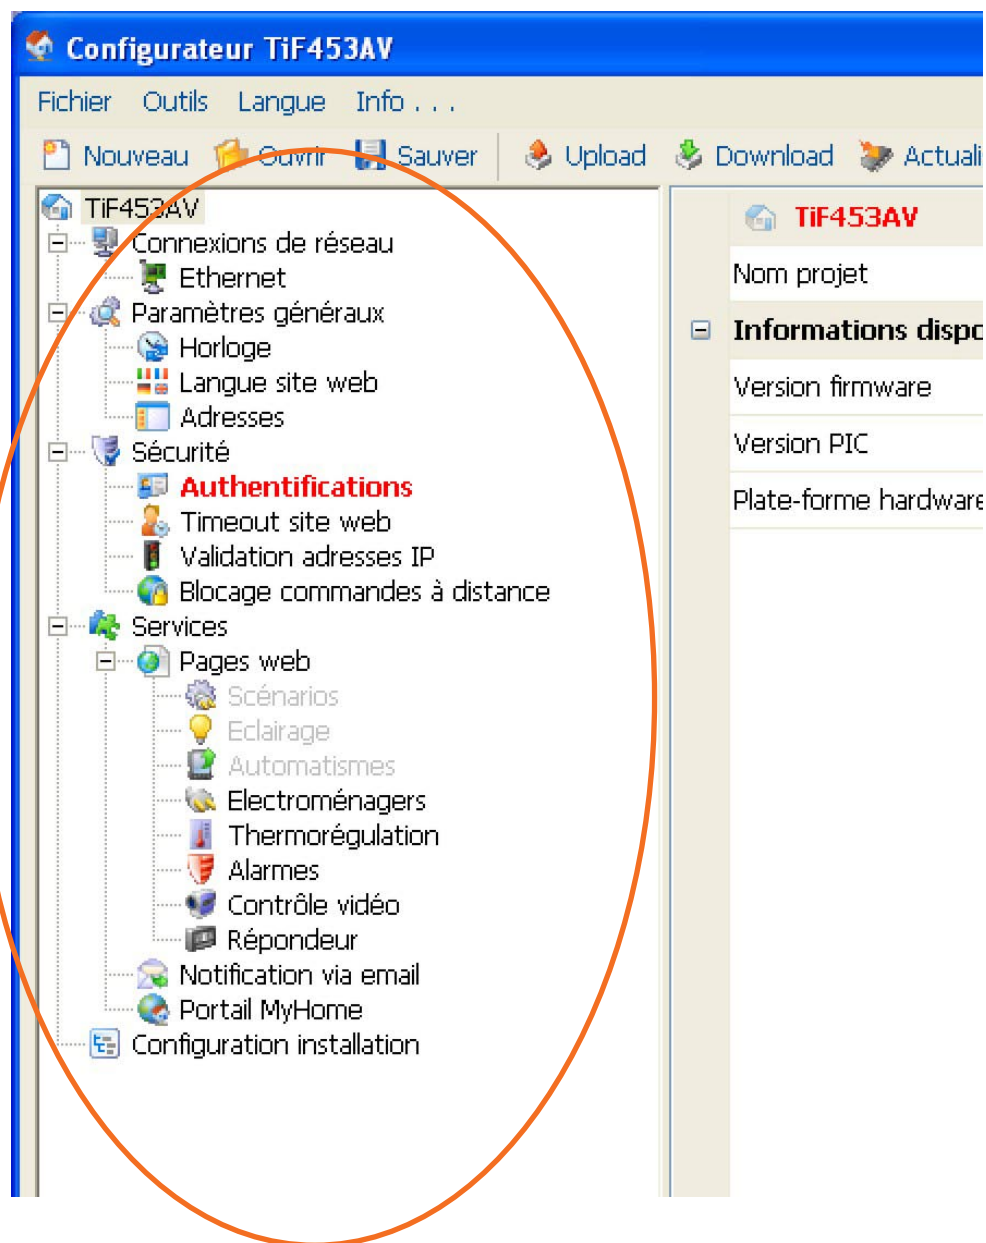 Configurateur TiF453AV
Fichier Outils Langue Info . . .
Nouveau Ouvrir Sauver Upload Download Actuali
TiF453AV
Connexions de réseau
Ethernet
Paramètres généraux
Horloge
Langue site web
Adresses
Sécurité
Authentifications
Timeout site web
Validation adresses IP
Blocage commandes à distance
Services
Pages web
Scénarios
Eclairage
Automatismes
Electroménagers
Thermorégulation
Alarmes
Contrôle vidéo
Répondeur
Notification via email
Portail MyHome
Configuration installation
TiF453AV
Nom projet
Informations dispo
Version firmware
Version PIC
Plate-forme hardware